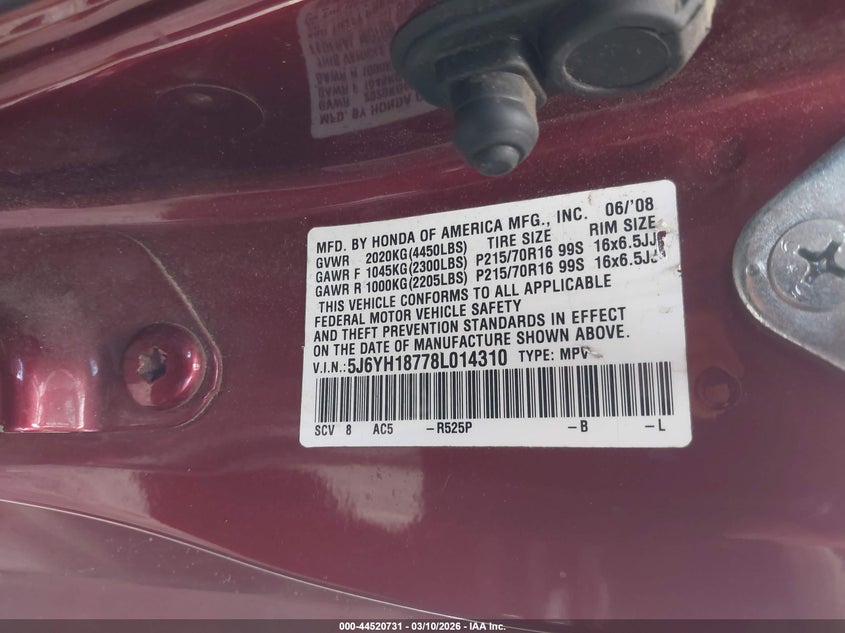 MFD. BY HONDA OF AMERICA MFG., INC. 06/'08
GVWR 2020KG(4450LBS) TIRE SIZE RIM SIZE
GAWR F 1045KG(2300LBS) P215/70R16 99S 16x6.5JJ
GAWR R 1000KG(2205LBS) P215/70R16 99S 16x6.5JJ
THIS VEHICLE CONFORMS TO ALL APPLICABLE
FEDERAL MOTOR VEHICLE SAFETY
AND THEFT PREVENTION STANDARDS IN EFFECT
ON THE DATE OF MANUFACTURE SHOWN ABOVE.
V.I.N.:5J6YH18778L014310 TYPE: MPV
SCV 8 AC5 -R525P -B -L
000-44520731 - 03/10/2026 - IAA Inc.